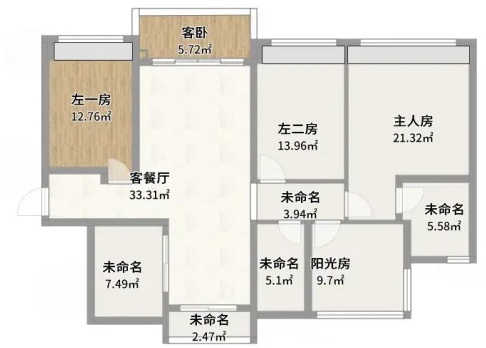 客卧
5.72㎡
左一房
12.76㎡
左二房
13.96㎡
主人房
21.32㎡
客餐厅
33.31㎡
未命名
3.94㎡
未命名
5.58㎡
未命名
7.49㎡
未命名
5.1㎡
阳光房
9.7㎡
未命名
2.47㎡